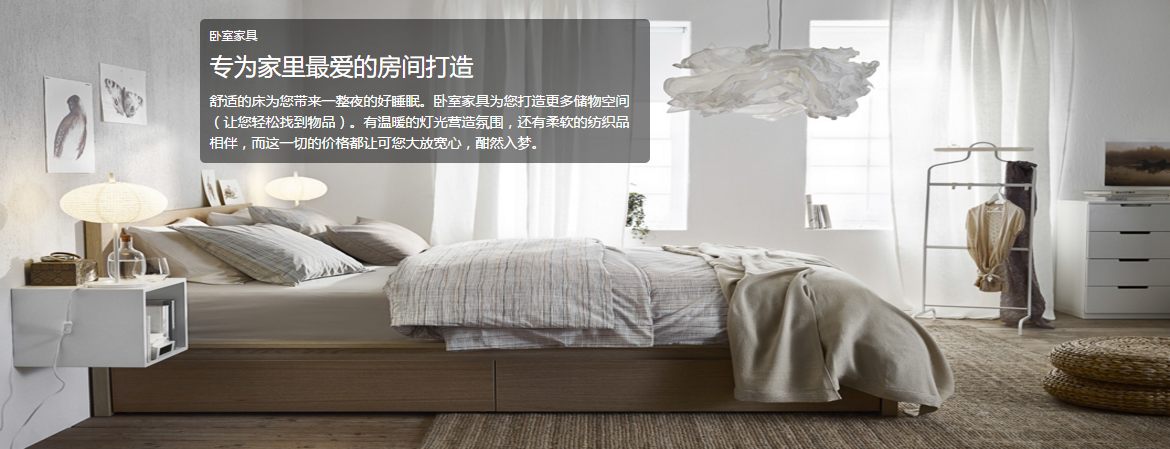 卧室家具
专为家里最爱的房间打造
舒适的床为您带来一整夜的好睡眠。卧室家具为您打造更多储物空间
（让您轻松找到物品）。有温暖的灯光营造氛围，还有柔软的纺织品
相伴，而这一切的价格都让可您大放宽心，酣然入梦。